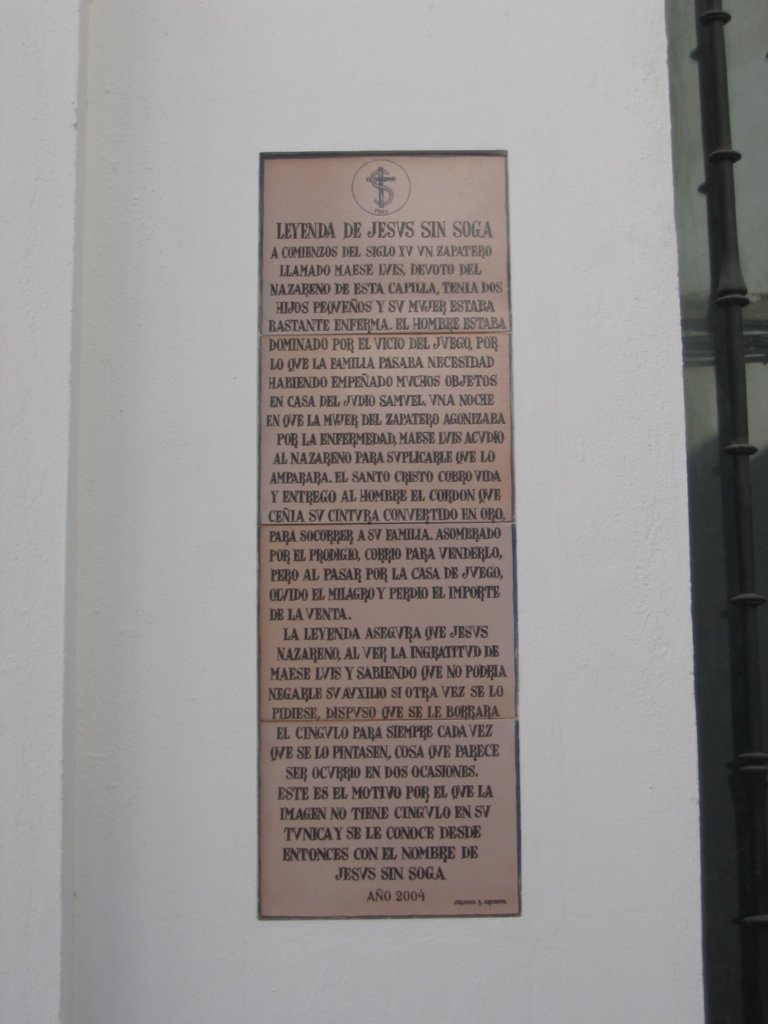 LEYENDA DE JESVS SIN SOGA
A COMIENZOS DEL SIGLO XV VN ZAPATERO
LLAMADO MAESE LVIS, DEVOTO DEL
NAZARENO DE ESTA CAPILLA, TENIA DOS
HIJOS PEQVEÑOS Y SV MVJER ESTABA
BASTANTE ENFERMA. EL HOMBRE ESTABA
DOMINADO POR EL VICIO DEL JVEGO, POR
LO QVE LA FAMILIA PASABA NECESIDAD
HABIENDO EMPEÑADO MVCHOS OBJETOS
EN CASA DEL JVDIO SAMVEL. VNA NOCHE
EN QVE LA MVJER DEL ZAPATERO AGONIZABA
POR LA ENFERMEDAD, MAESE LVIS ACVDIO
AL NAZARENO PARA SVPLICARLE QVE LO
AMPARARA. EL SANTO CRISTO COBRO VIDA
Y ENTREGO AL HOMBRE EL CORDON QVE
CEÑIA SV CINTVRA CONVERTIDO EN ORO,
PARA SOCORRER A SV FAMILIA. ASOMBRADO
POR EL PRODIGIO, CORRIO PARA VENDERLO,
PERO AL PASAR POR LA CASA DE JVEGO,
OLVIDO EL MILAGRO Y PERDIO EL IMPORTE
DE LA VENTA.
LA LEYENDA ASEGVRA QVE JESVS
NAZARENO, AL VER LA INGRATITVD DE
MAESE LVIS Y SABIENDO QVE NO PODRIA
NEGARLE SV AVXILIO SI OTRA VEZ SE LO
PIDIESE, DISPVSO QVE SE LE BORRARA
EL CINGVLO PARA SIEMPRE CADA VEZ
QVE SE LO PINTASEN, COSA QVE PARECE
SER OCVRRIO EN DOS OCASIONES.
ESTE ES EL MOTIVO POR EL QVE LA
IMAGEN NO TIENE CINGVLO EN SV
TVNICA Y SE LE CONOCE DESDE
ENTONCES CON EL NOMBRE DE
JESVS SIN SOGA
AÑO 2004